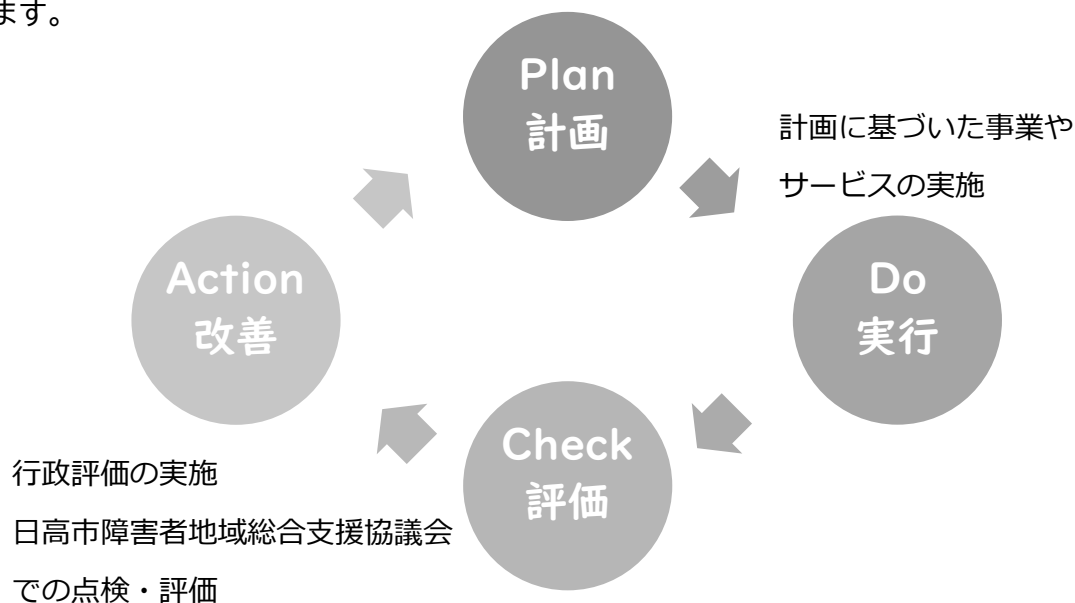 ます。
Plan
計画
計画に基づいた事業や
サービスの実施
Do
実行
Action
改善
Check
評価
行政評価の実施
日高市障害者地域総合支援協議会
での点検・評価